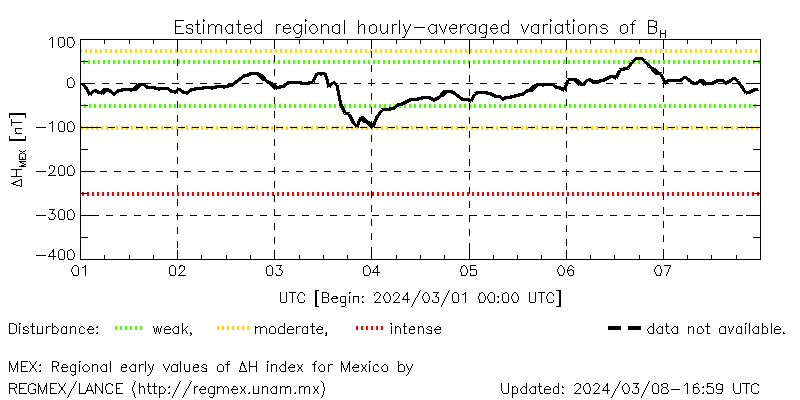 Estimated regional hourly-averaged variations of B_H
100
0
-100
-200
-300
-400
ΔH_MEX [nT]
01 02 03 04 05 06 07
UTC [Begin: 2024/03/01 00:00 UTC]
Disturbance: weak, moderate, intense data not available.
MEX: Regional early values of ΔH index for Mexico by
REGMEX/LANCE (http://regmex.unam.mx) Updated: 2024/03/08-16:59 UTC